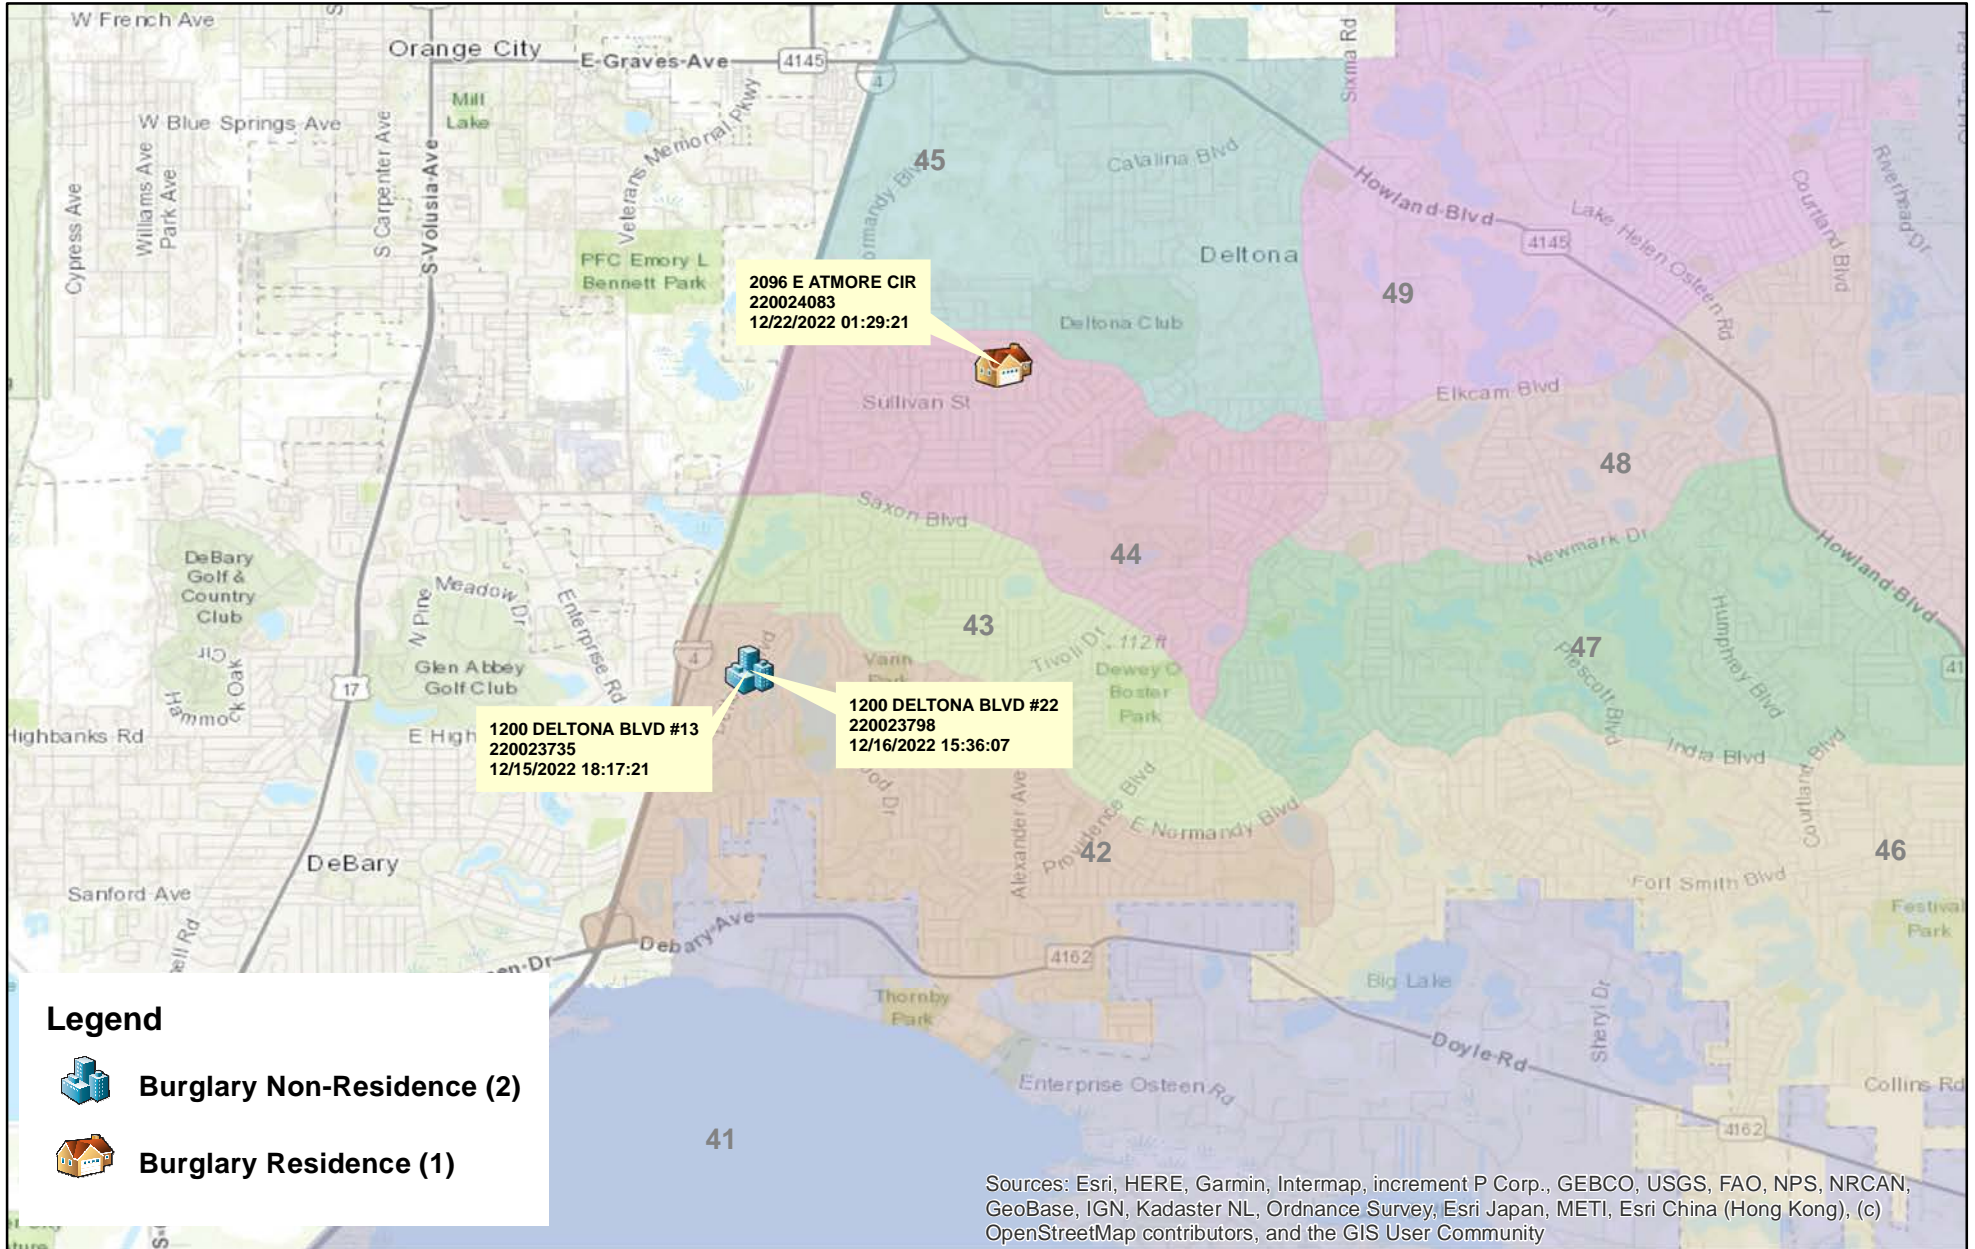 W French Ave
Orange City
E-Graves-Ave
4145
4
Sixma Rd
Mill
Lake
W Blue Springs Ave
Veterans Memorial Pkwy
S Carpenter Ave
S-Volusia-Ave
Williams Ave
Park Ave
Cypress Ave
45
Catalina Blvd
Howland-Blvd
4145
Lake Helen Osteen Rd
Courtland Blvd
Riverhead Dr
PFC Emory L
Bennett Park
Deltona
49
2096 E ATMORE CIR
220024083
12/22/2022 01:29:21
Deltona Club
Sullivan St
Elkcam Blvd
48
Saxon Blvd
44
Newmark Dr
Howland-Blvd
DeBary
Golf &
Country
Club
N Pine
Meadow Dr
Enterprise Rd
43
Tivoli Dr
112 ft
Humphrey Blvd
47
Prescott Blvd
Hammock Oak
Cir
Glen Abbey
Golf Club
17
4
Vann
Park
Dewey O
Boster
Park
41
1200 DELTONA BLVD #13
220023735
12/15/2022 18:17:21
1200 DELTONA BLVD #22
220023798
12/16/2022 15:36:07
Highbanks Rd
E High
India Blvd
Courtland Blvd
Alexander Ave
Providence Blvd
E Normandy Blvd
42
46
DeBary
Sanford Ave
Fort Smith Blvd
Festival
Park
Debary-Ave
4162
Big Lake
Thornby
Park
Sheryl Dr
Doyle-Rd
Enterprise Osteen Rd
Collins Rd
4162
41
Legend
Burglary Non-Residence (2)
Burglary Residence (1)
Sources: Esri, HERE, Garmin, Intermap, increment P Corp., GEBCO, USGS, FAO, NPS, NRCAN,
GeoBase, IGN, Kadaster NL, Ordnance Survey, Esri Japan, METI, Esri China (Hong Kong), (c)
OpenStreetMap contributors, and the GIS User Community